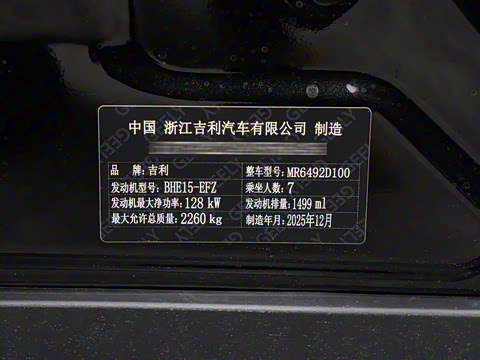 中国 浙江吉利汽车有限公司 制造
品 牌:吉利 整车型号:MR6492D100
发动机型号:BHE15-EFZ 乘坐人数:7
发动机最大净功率:128 kW 发动机排量:1499 ml
最大允许总质量:2260 kg 制造年月:2025年12月